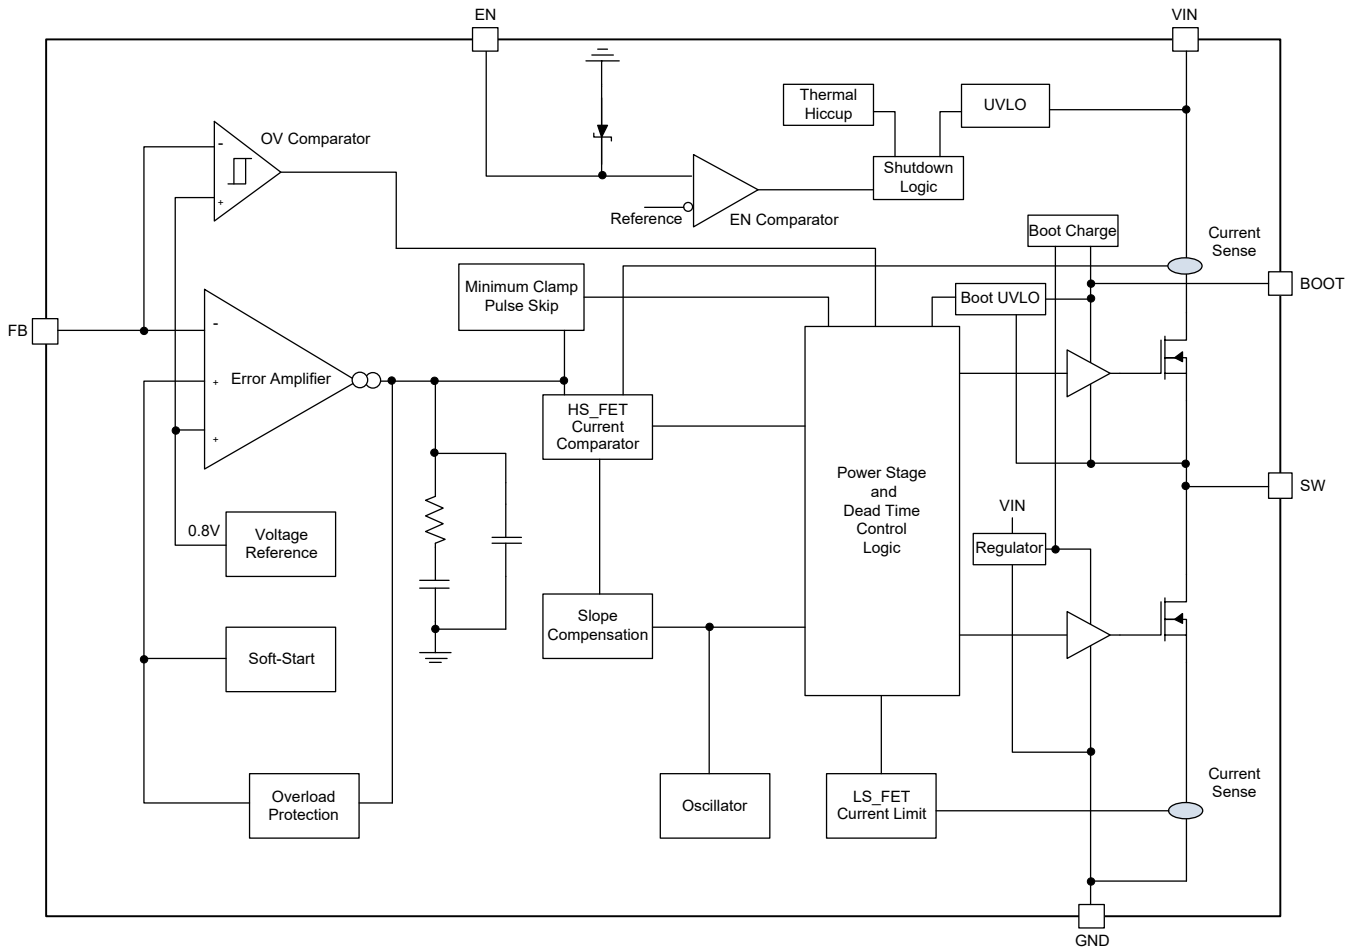 EN
VIN
Thermal
Hiccup
UVLO
OV Comparator
-
+
Shutdown
Logic
Reference
EN Comparator
Boot Charge
Current
Sense
Minimum Clamp
Pulse Skip
Boot UVLO
BOOT
FB
-
Error Amplifier
+
+
HS_FET
Current
Comparator
Power Stage
and
Dead Time
Control
Logic
SW
VIN
0.8V
Voltage
Reference
Regulator
Slope
Compensation
Soft-Start
Current
Sense
Overload
Protection
Oscillator
LS_FET
Current Limit
GND